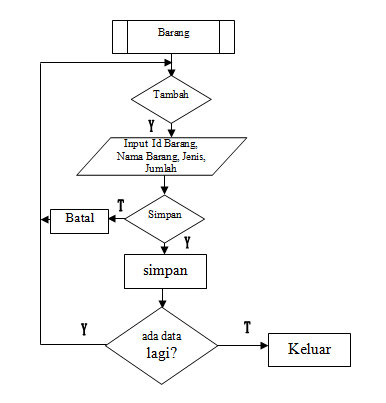 Barang
Tambah
Y
Input Id Barang,
Nama Barang, Jenis,
Jumlah
T
Simpan
Batal
Y
simpan
Y
ada data
lagi?
T
Keluar